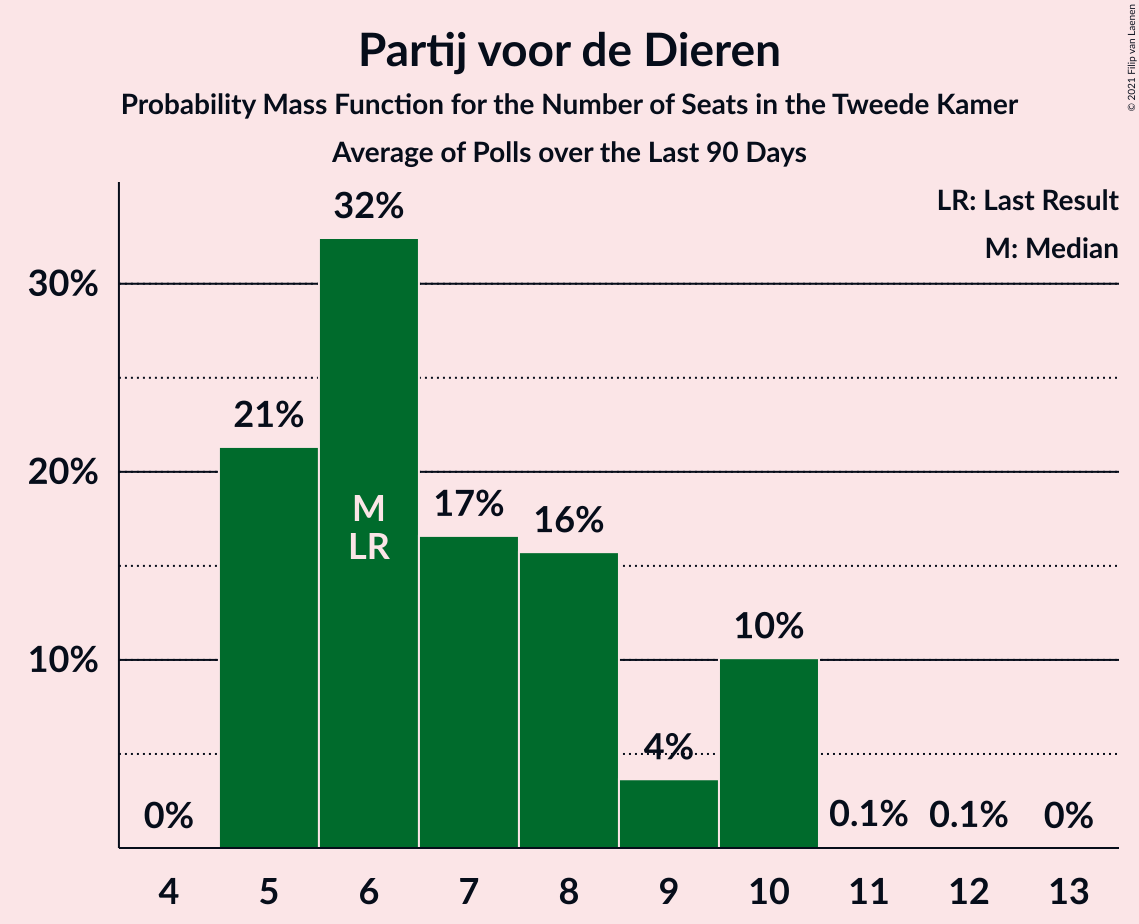 Partij voor de Dieren
Probability Mass Function for the Number of Seats in the Tweede Kamer
Average of Polls over the Last 90 Days
© 2021 Filip van Laenen
LR: Last Result
M: Median
30%
20%
10%
0%
21%
32%
17%
16%
4%
10%
0.1%
0.1%
0%
M
LR
4 5 6 7 8 9 10 11 12 13